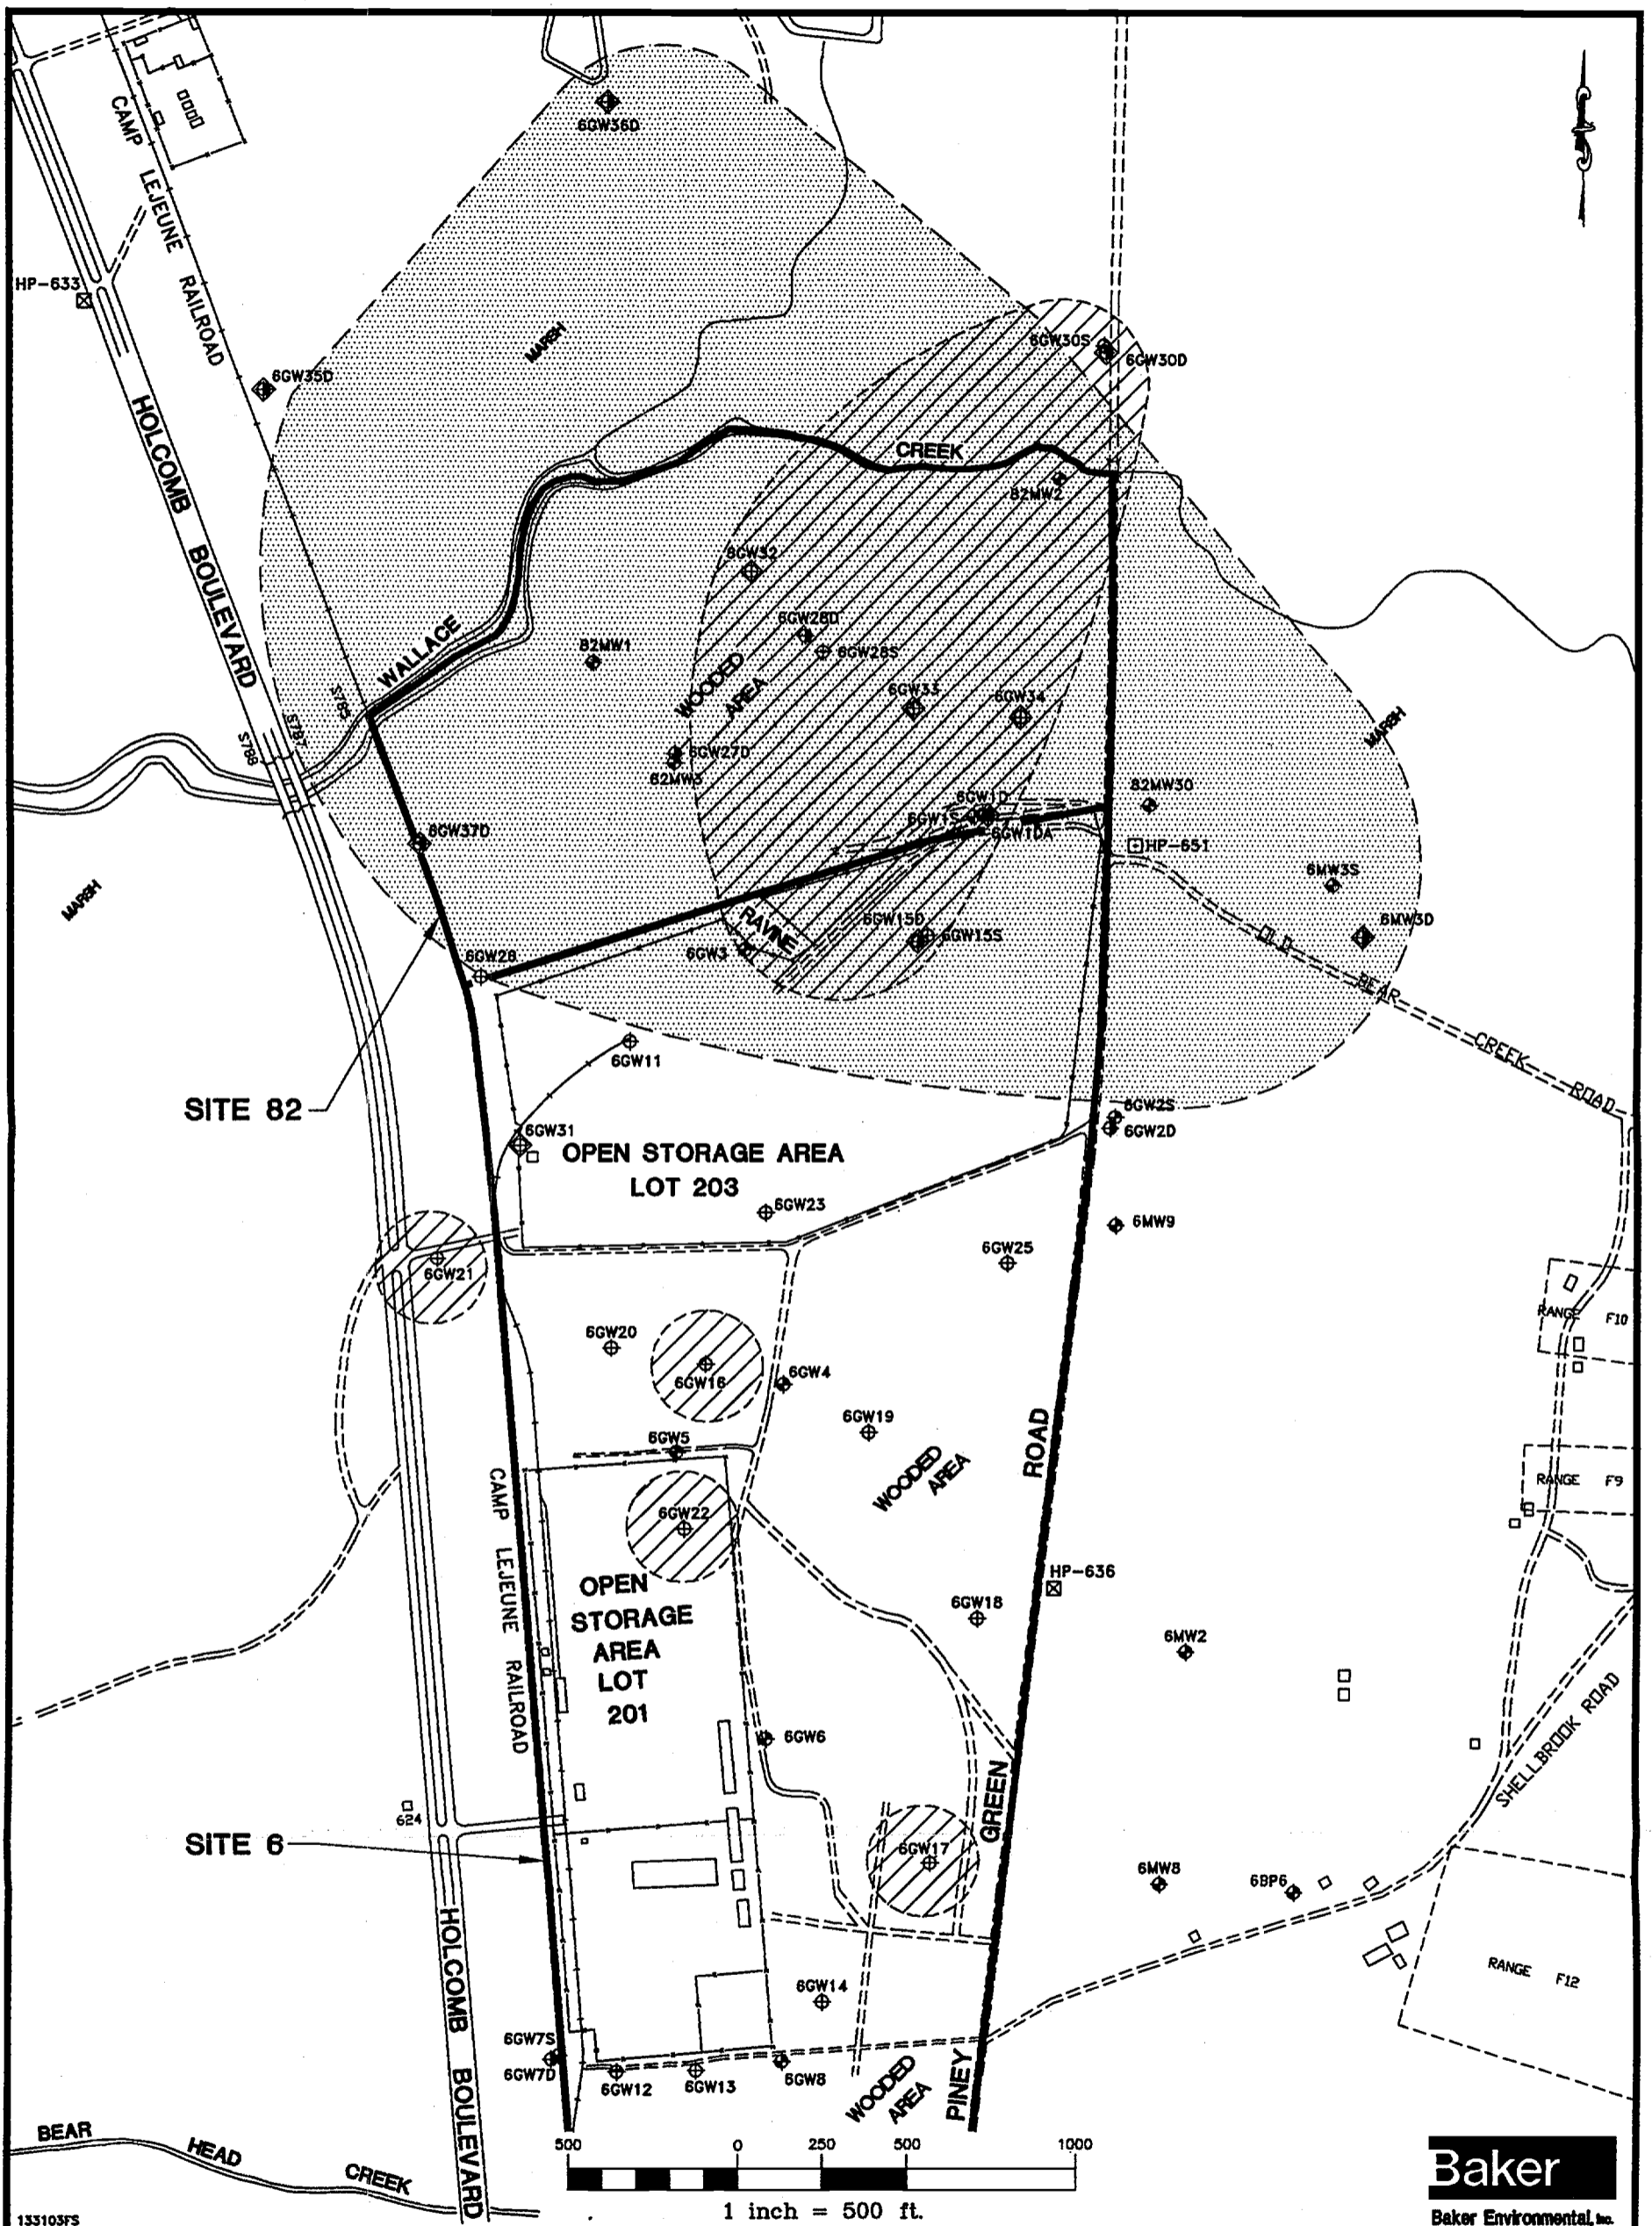 6GW36D
CAMP LEJEUNE RAILROAD
HP-633
MARSH
6GW30S
6GW30D
6GW35D
HOLCOMB BOULEVARD
CREEK
82MW2
6GW32
6GW28D
6GW28S
82MW1
WALLACE
WOODED
AREA
6GW33
6GW34
S785
S787
S788
6GW27D
82MW3
MARSH
82MW30
6GW1D
6GW1S
6GW1DA
6GW37D
HP-651
6MW3S
MARSH
RAVINE
6GW15D
6GW15S
6MW3D
6GW3
OLD BEAR CREEK ROAD
6GW28
6GW11
SITE 82
6GW2S
6GW2D
6GW31
OPEN STORAGE AREA
LOT 203
6GW23
6MW9
6GW25
6GW21
RANGE F10
6GW20
6GW16
6GW4
6GW19
6GW5
WOODED
AREA
ROAD
RANGE F9
CAMP LEJEUNE RAILROAD
6GW22
OPEN
STORAGE
AREA
LOT
201
HP-636
6GW18
6MW2
6GW6
SHELLBROOK ROAD
GREEN
624
SITE 6
6GW17
6MW8
6BP6
HOLCOMB BOULEVARD
RANGE F12
6GW14
6GW7S
6GW7D
6GW12
6GW13
6GW8
WOODED
AREA
PINEY
BEAR HEAD CREEK
500 0 250 500 1000
1 inch = 500 ft.
Baker
Baker Environmental, Inc.
133103FS